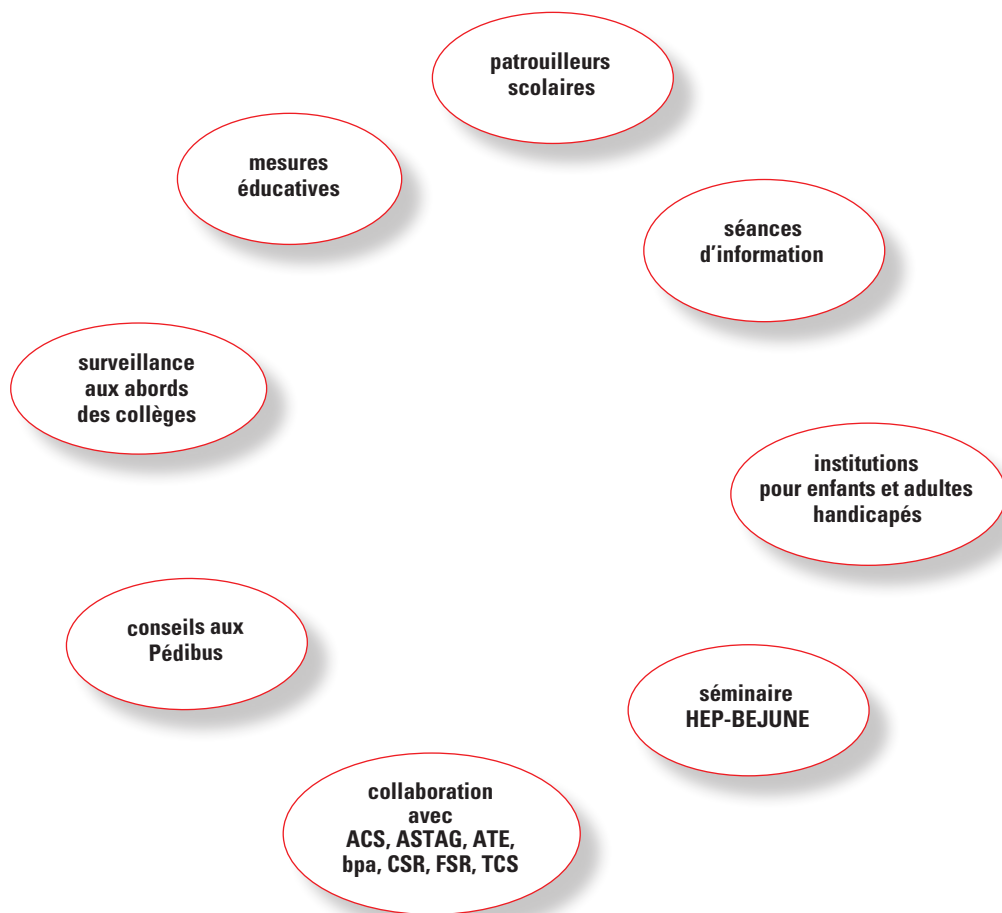 patrouilleurs
scolaires
mesures
éducatives
séances
d'information
surveillance
aux abords
des collèges
institutions
pour enfants et adultes
handicapés
conseils aux
Pédibus
séminaire
HEP-BEJUNE
collaboration
avec
ACS, ASTAG, ATE,
bpa, CSR, FSR, TCS